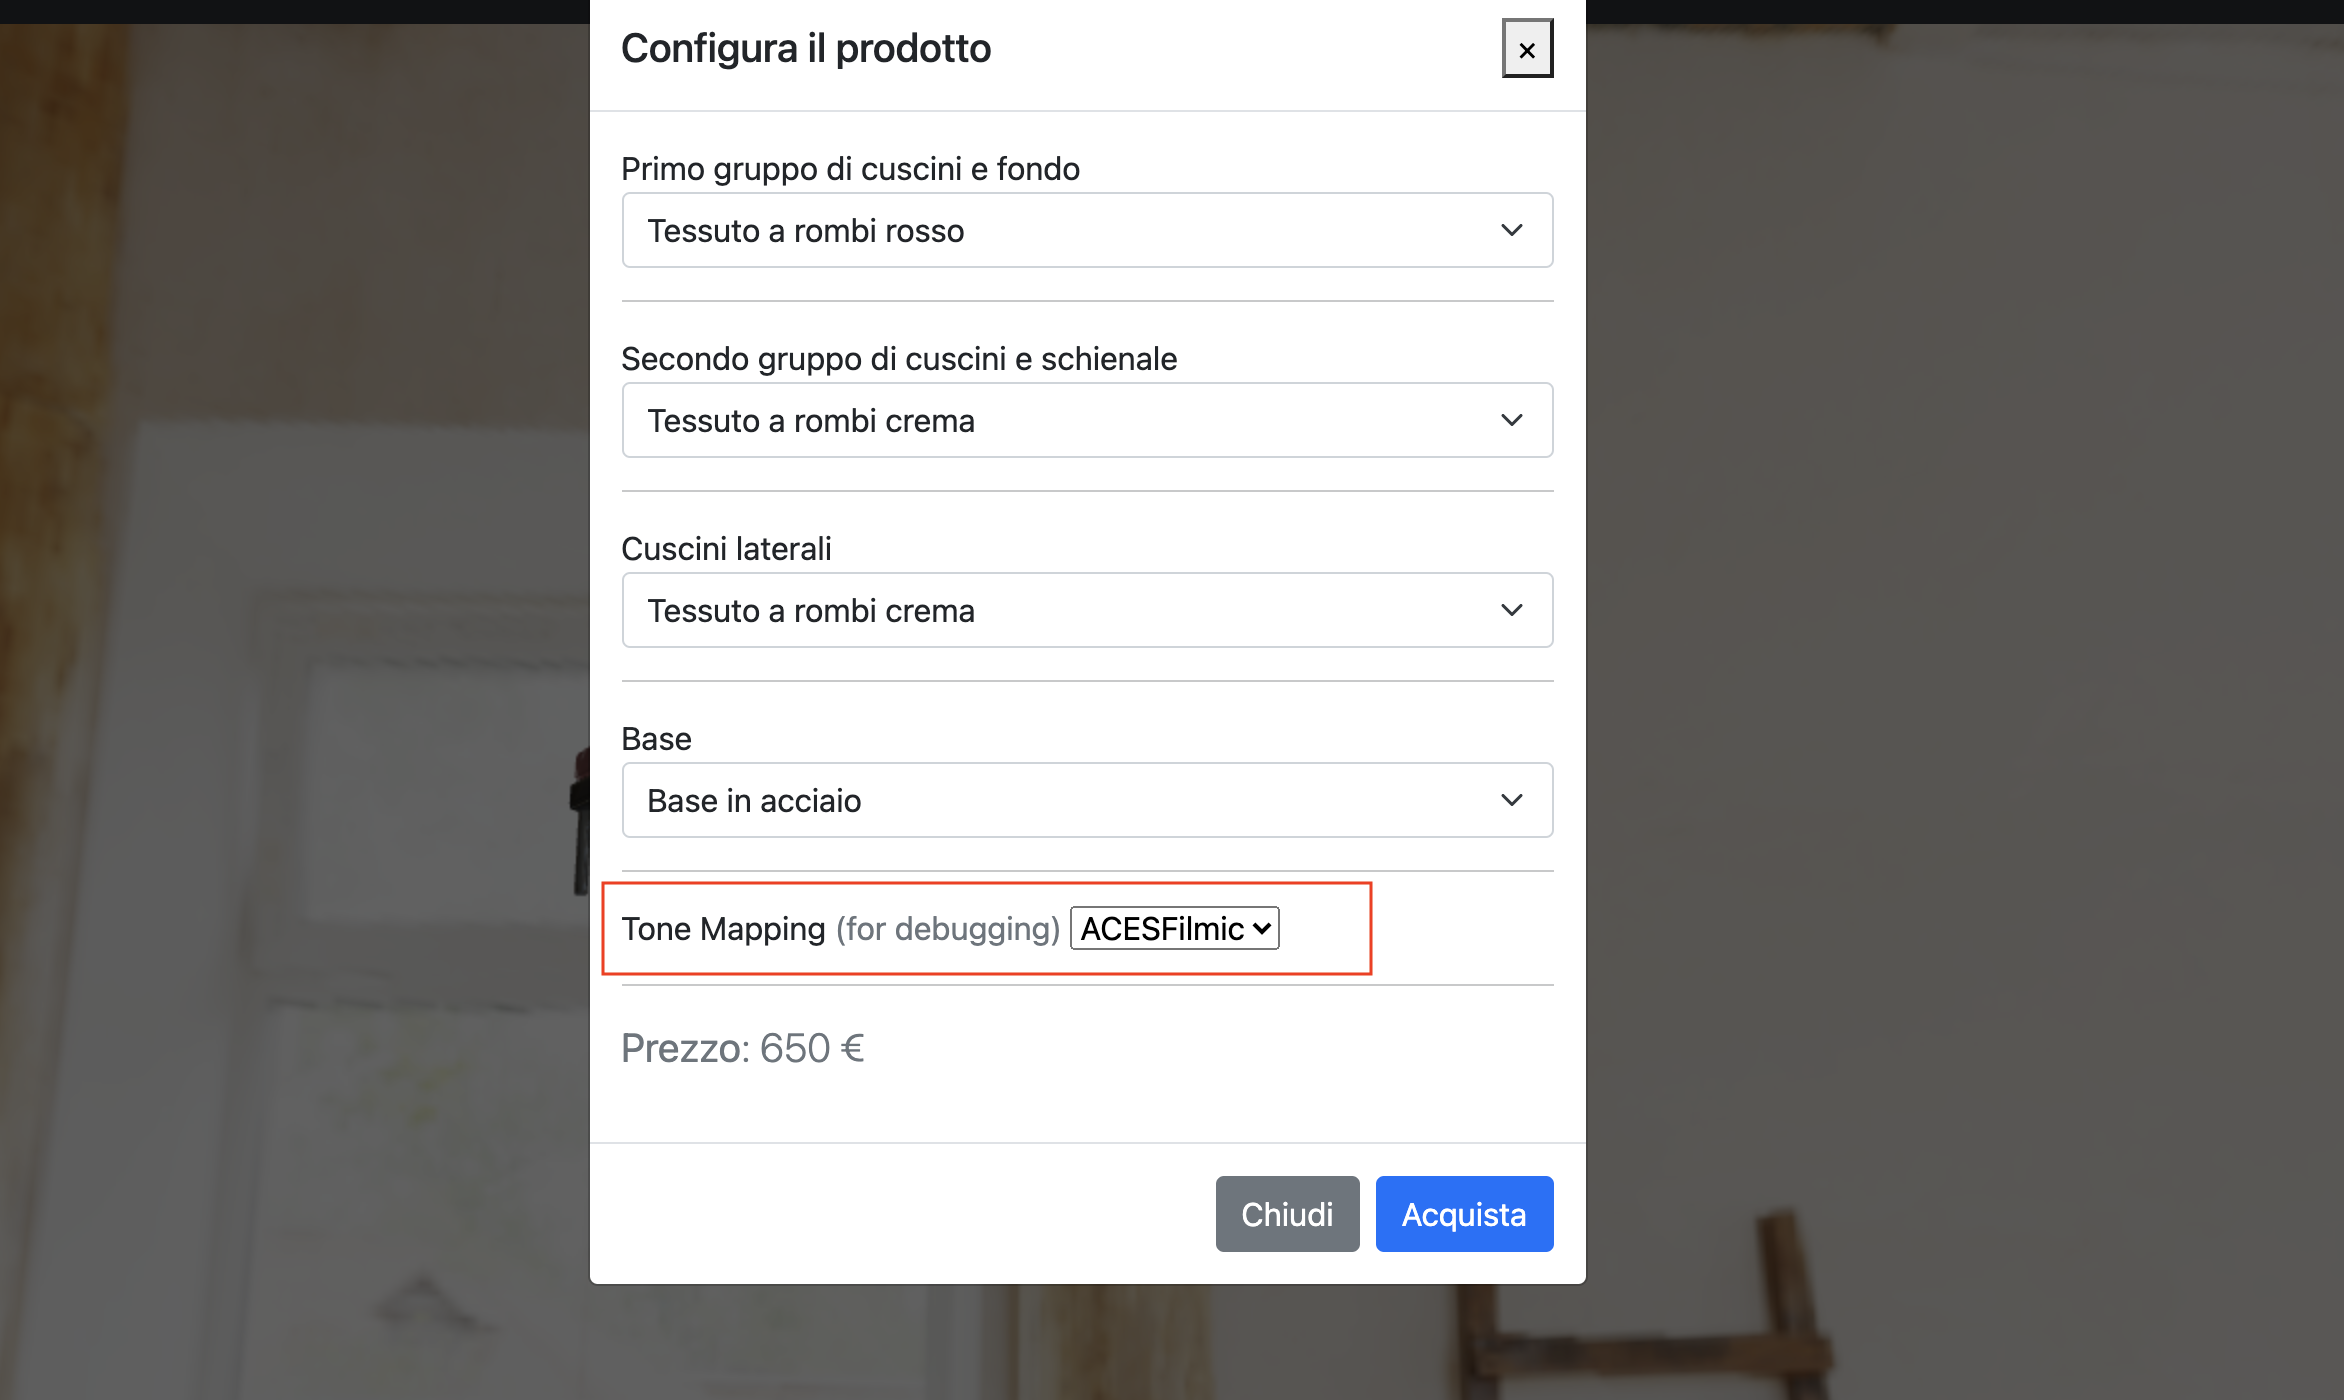 Configura il prodotto
×
Primo gruppo di cuscini e fondo
Tessuto a rombi rosso
Secondo gruppo di cuscini e schienale
Tessuto a rombi crema
Cuscini laterali
Tessuto a rombi crema
Base
Base in acciaio
Tone Mapping (for debugging) ACESFilmic
Prezzo: 650 €
Chiudi Acquista